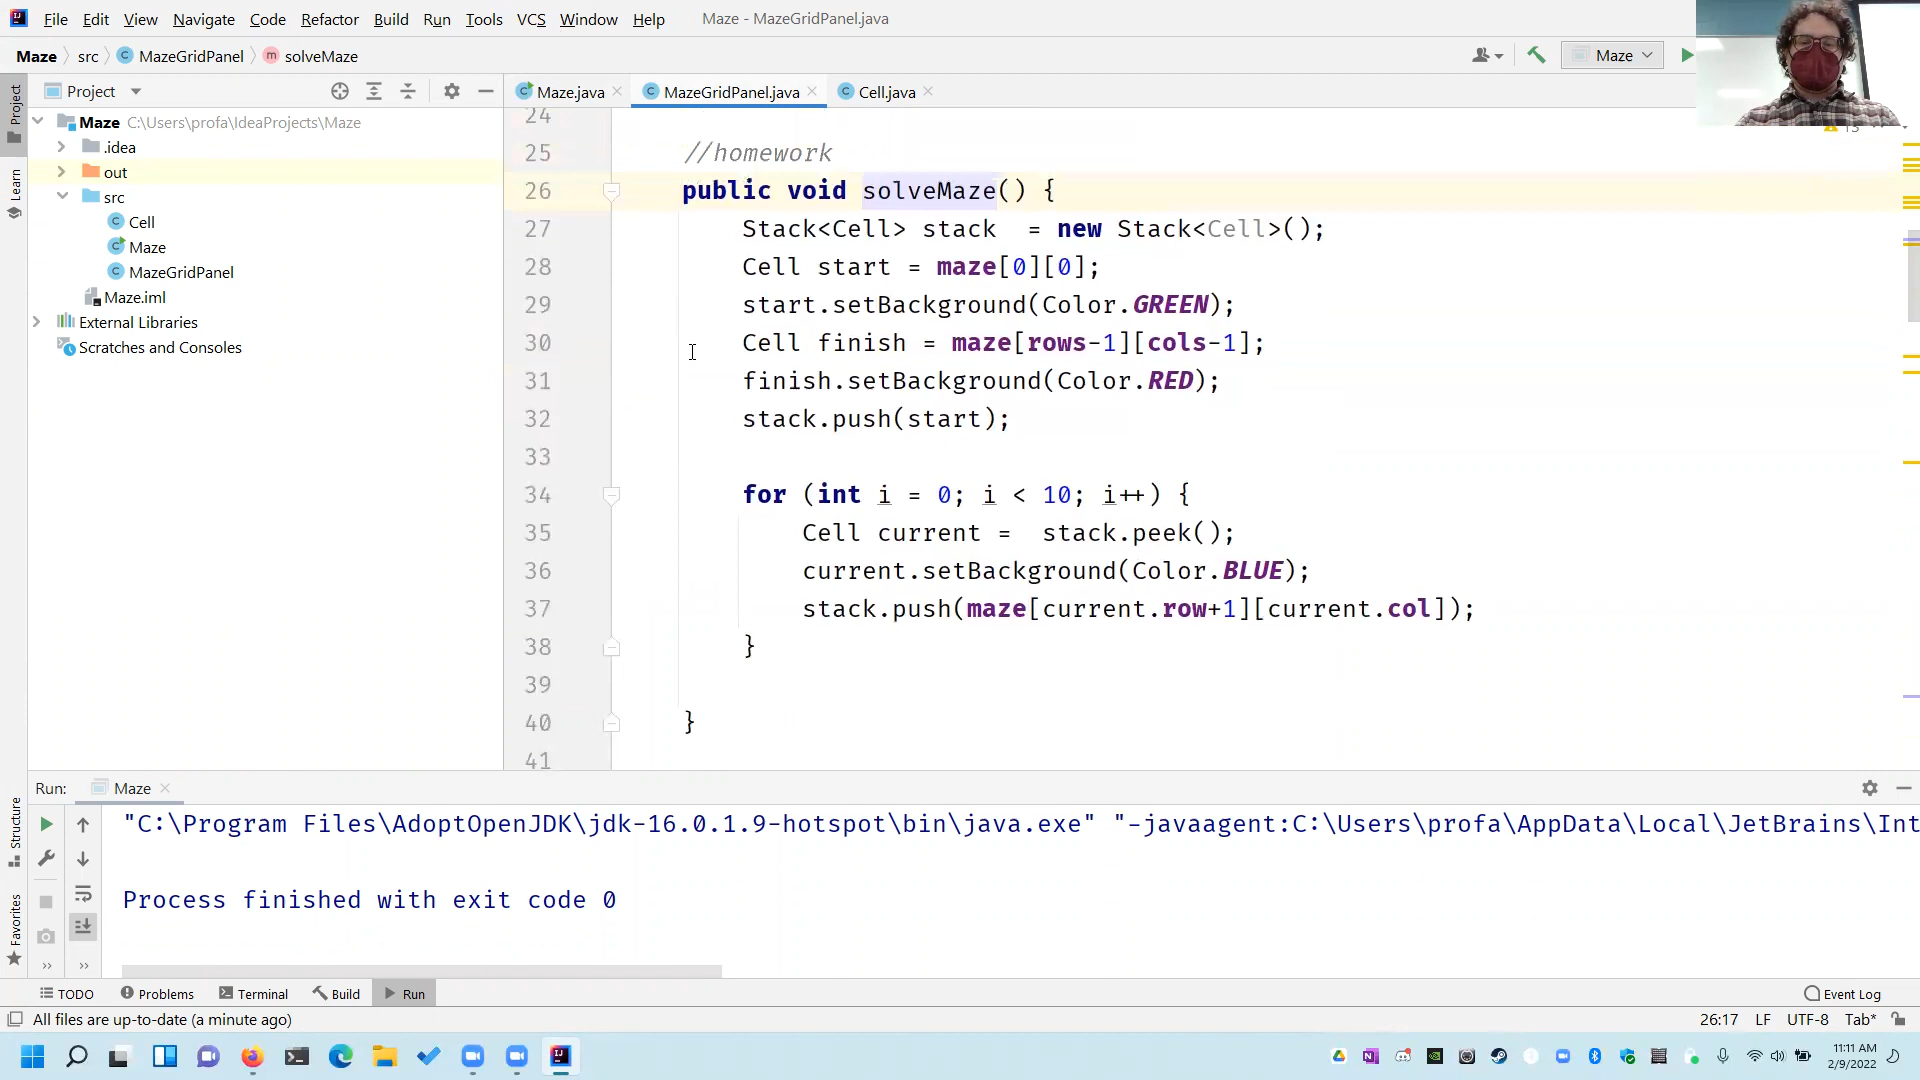 File Edit View Navigate Code Refactor Build Run Tools VCS Window Help Maze - MazeGridPanel.java
Maze src MazeGridPanel solveMaze Maze
Project Maze.java MazeGridPanel.java Cell.java
Maze C:\Users\profa\IdeaProjects\Maze
.idea
out
src
Cell
Maze
MazeGridPanel
Maze.iml
External Libraries
Scratches and Consoles
Project
Learn
Structure
Favorites
24
25 //homework
26 public void solveMaze() {
27 Stack<Cell> stack  = new Stack<Cell>();
28 Cell start = maze[0][0];
29 start.setBackground(Color.GREEN);
30 Cell finish = maze[rows-1][cols-1];
31 finish.setBackground(Color.RED);
32 stack.push(start);
33
34 for (int i = 0; i < 10; i++) {
35 Cell current =  stack.peek();
36 current.setBackground(Color.BLUE);
37 stack.push(maze[current.row+1][current.col]);
38 }
39
40 }
41
Run: Maze
"C:\Program Files\AdoptOpenJDK\jdk-16.0.1.9-hotspot\bin\java.exe" "-javaagent:C:\Users\profa\AppData\Local\JetBrains\Int
Process finished with exit code 0
TODO Problems Terminal Build Run Event Log
All files are up-to-date (a minute ago) 26:17 LF UTF-8 Tab*
11:11 AM
2/9/2022